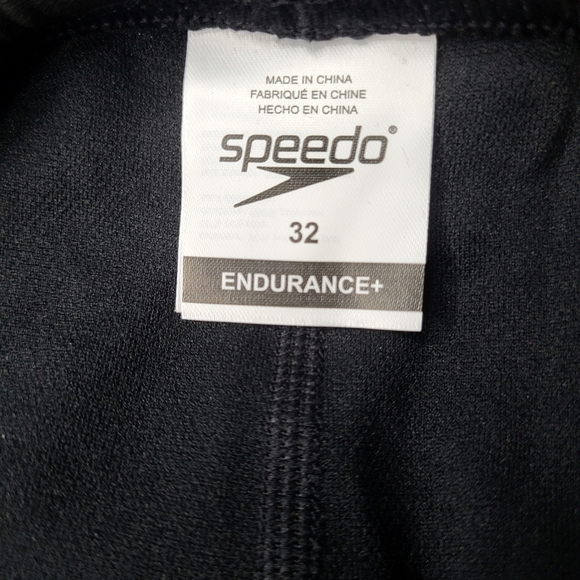 MADE IN CHINA
FABRIQUÉ EN CHINE
HECHO EN CHINA
speedo®
32
ENDURANCE+